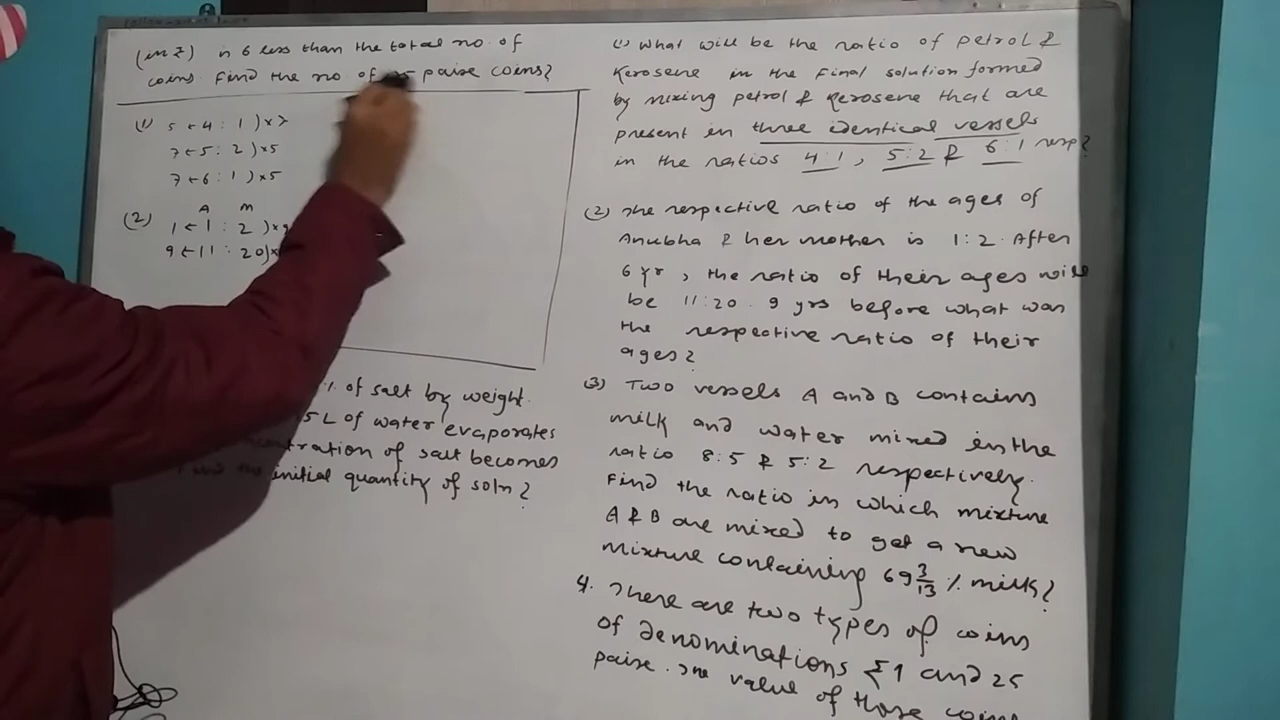 (in ₹) is 6 less than the total no. of
coins. Find the no of 25 paise coins?
(1) 5 ← 4 : 1 ) × 7
7 ← 5 : 2 ) × 5
7 ← 6 : 1 ) × 5
A M
(2) 1 ← 1 : 2 ) × 9
9 ← 11 : 20 ) ×
% of salt by weight.
5 L of water evaporates
of salt becomes
initial quantity of soln?
(1) What will be the ratio of petrol &
Kerosene in the Final solution formed
by mixing petrol & Kerosene that are
present in three identical vessels
in the ratios 4:1, 5:2 & 6:1 resp?
(2) The respective ratio of the ages of
Anubha & her mother is 1:2. After
6 yr, the ratio of their ages will
be 11:20. 9 yrs before what was
the respective ratio of their
ages?
(3) Two vessels A and B contains
milk and water mixed in the
ratio 8:5 & 5:2 respectively.
Find the ratio in which mixture
A & B are mixed to get a new
mixture containing 69 3/13 % milk?
4. There are two types of coins
of denominations ₹1 and 25
paise. The value of those coins